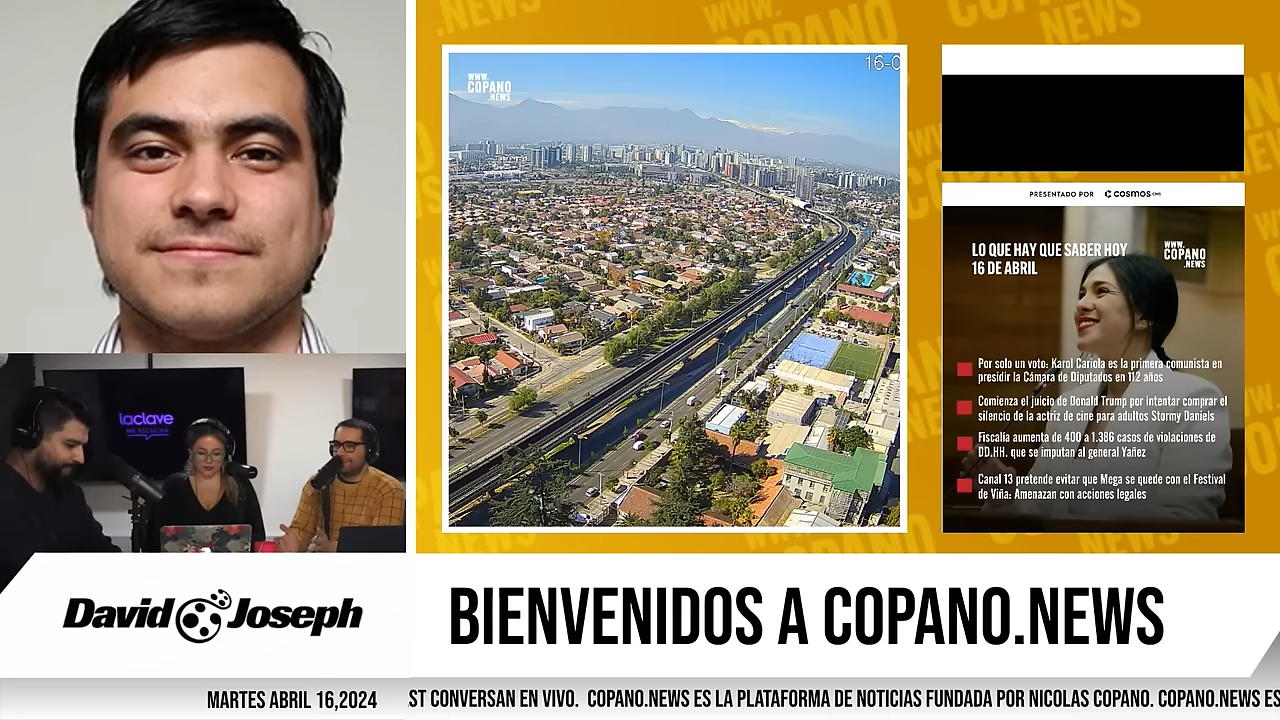 WWW.
COPANO
.NEWS
16-0
laclave
ME ESCUCHA
PRESENTADO POR COSMOS CMS
LO QUE HAY QUE SABER HOY
16 DE ABRIL
WWW.
COPANO
.NEWS
Por solo un voto: Karol Cariola es la primera comunista en
presidir la Cámara de Diputados en 112 años
Comienza el juicio de Donald Trump por intentar comprar el
silencio de la actriz de cine para adultos Stormy Daniels
Fiscalía aumenta de 400 a 1.386 casos de violaciones de
DD.HH. que se imputan al general Yañez
Canal 13 pretende evitar que Mega se quede con el Festival
de Viña: Amenazan con acciones legales
David Joseph
BIENVENIDOS A COPANO.NEWS
MARTES ABRIL 16,2024
ST CONVERSAN EN VIVO. COPANO.NEWS ES LA PLATAFORMA DE NOTICIAS FUNDADA POR NICOLAS COPANO. COPANO.NEWS ES